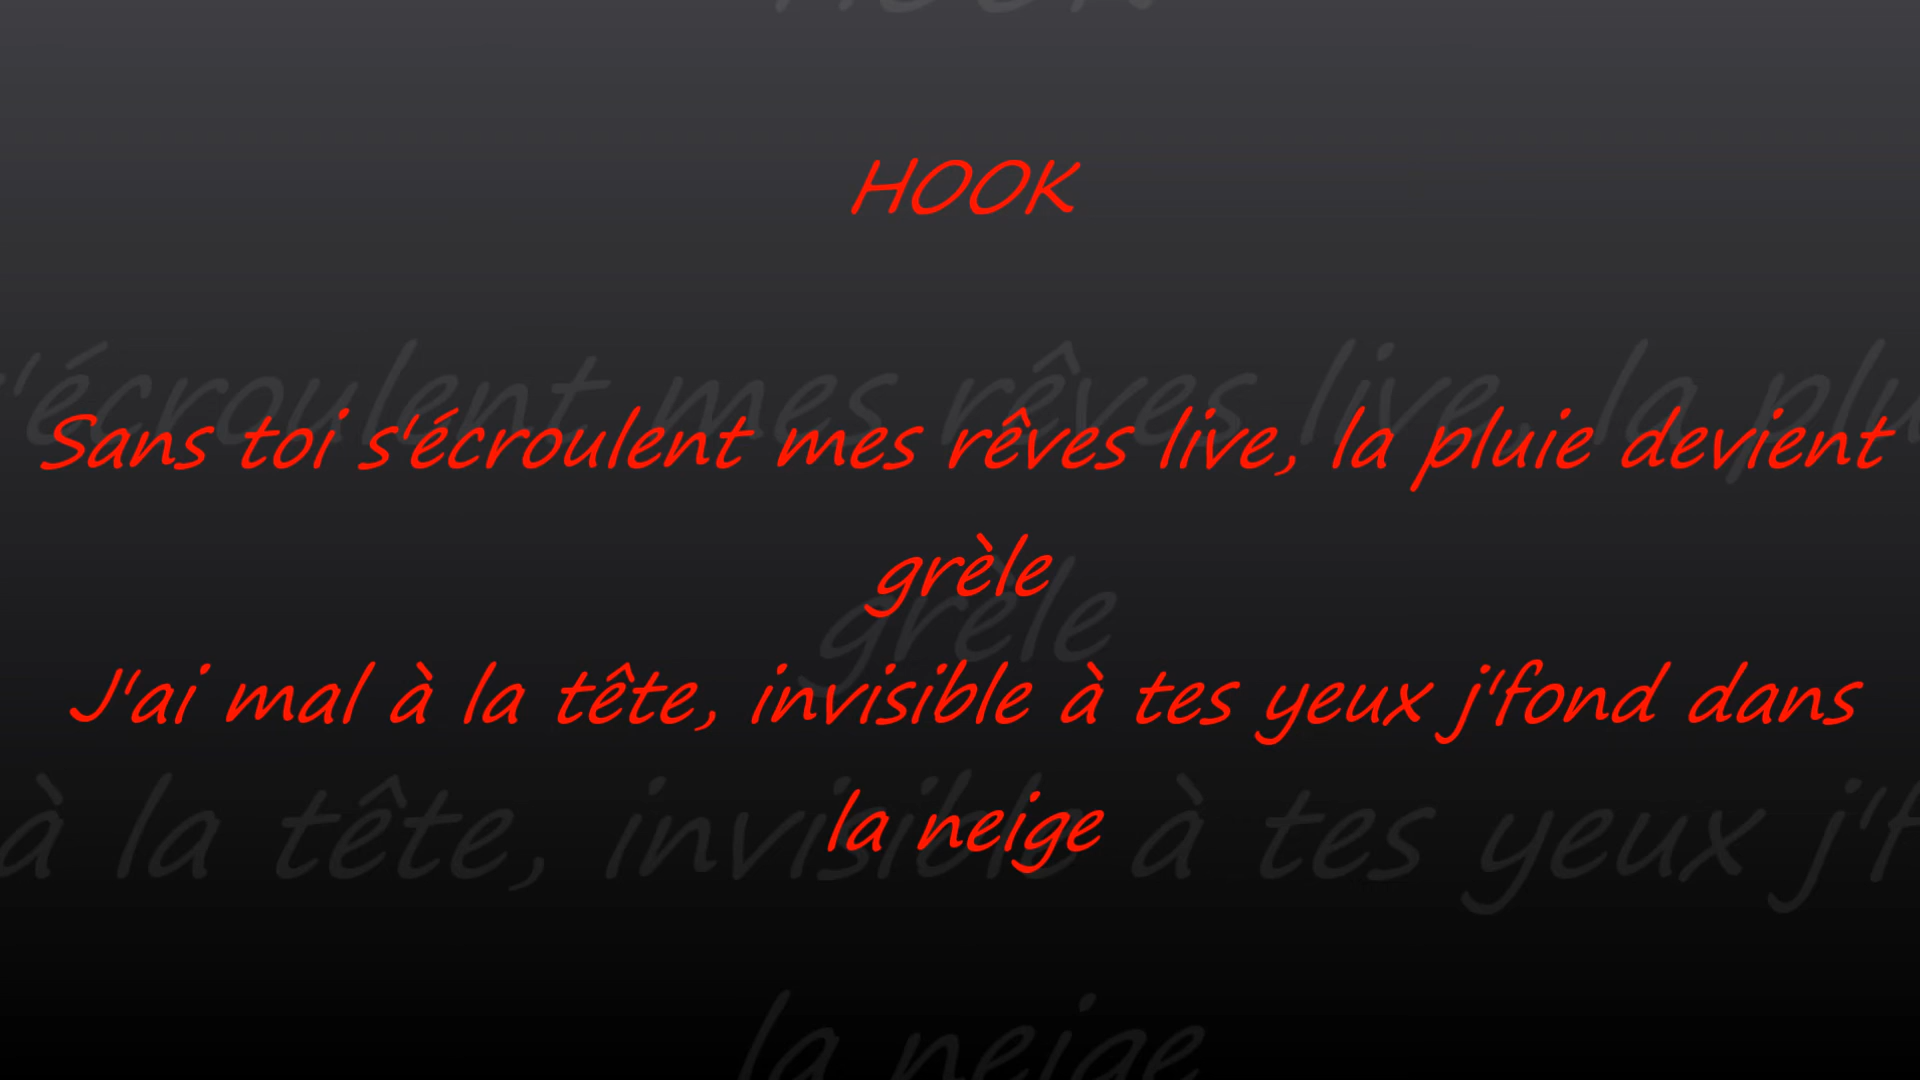 HOOK
Sans toi s'écroulent mes rêves live, la pluie devient
grèle
J'ai mal à la tête, invisible à tes yeux j'fond dans
la neige